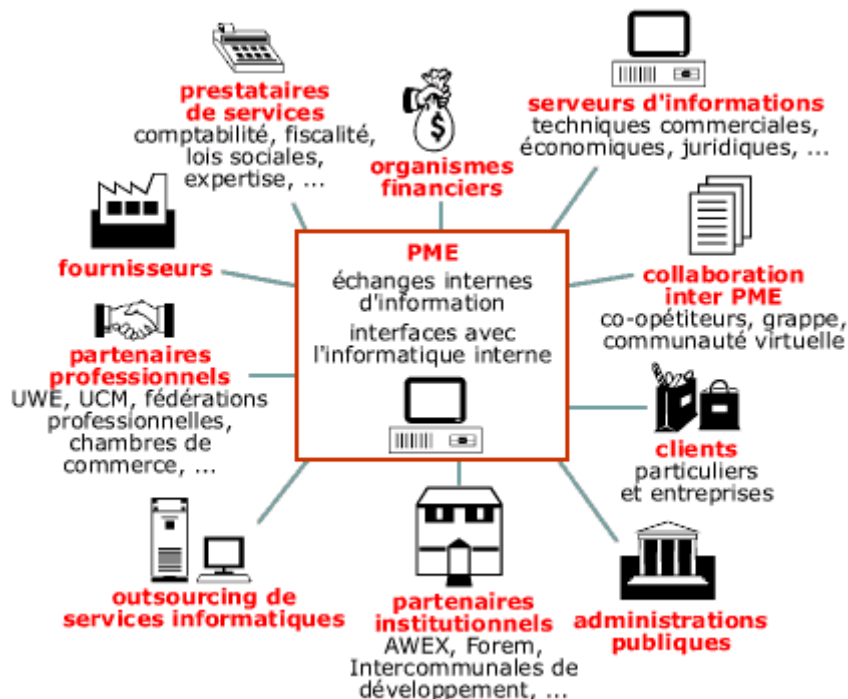 prestataires
de services
comptabilité, fiscalité,
lois sociales,
expertise, ...
organismes
financiers
serveurs d'informations
techniques commerciales,
économiques, juridiques, ...
fournisseurs
PME
échanges internes
d'information
interfaces avec
l'informatique interne
collaboration
inter PME
co-opétiteurs, grappe,
communauté virtuelle
partenaires
professionnels
UWE, UCM, fédérations
professionnelles,
chambres de
commerce, ...
clients
particuliers
et entreprises
outsourcing de
services informatiques
partenaires
institutionnels
AWEX, Forem,
Intercommunales de
développement, ...
administrations
publiques